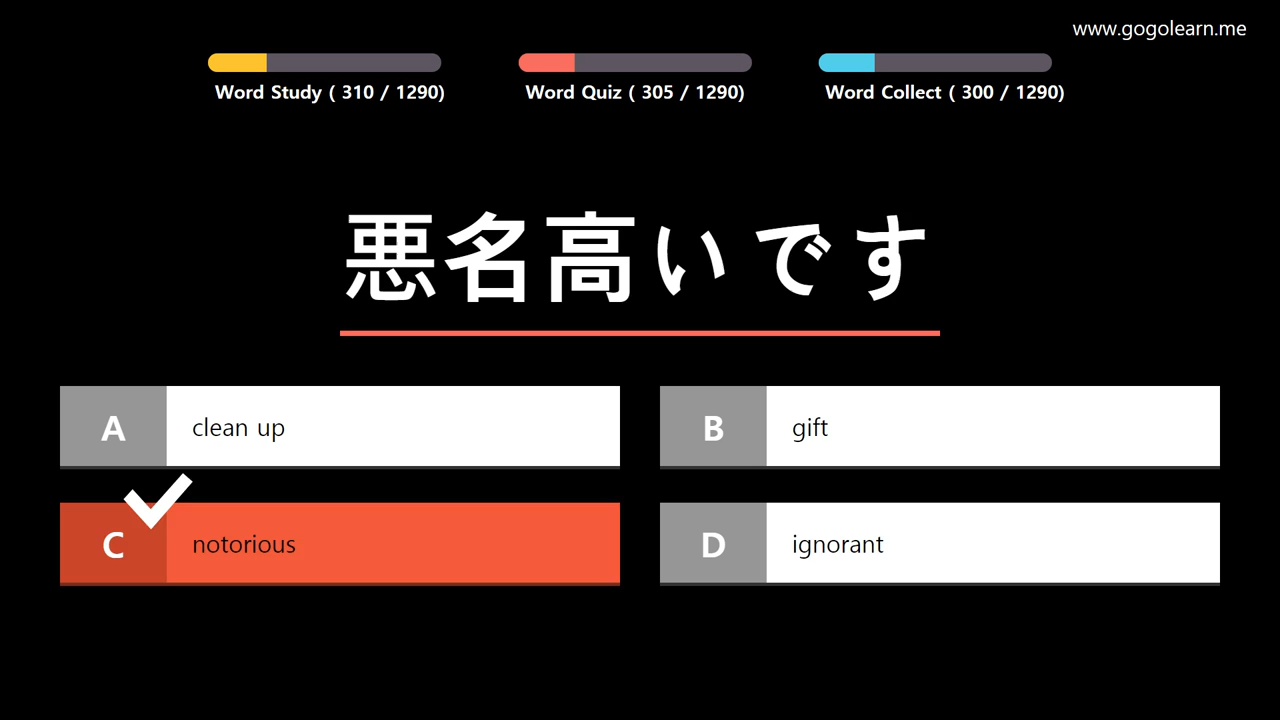 www.gogolearn.me
Word Study ( 310 / 1290)
Word Quiz ( 305 / 1290)
Word Collect ( 300 / 1290)
悪名高いです
A clean up
B gift
C notorious
D ignorant